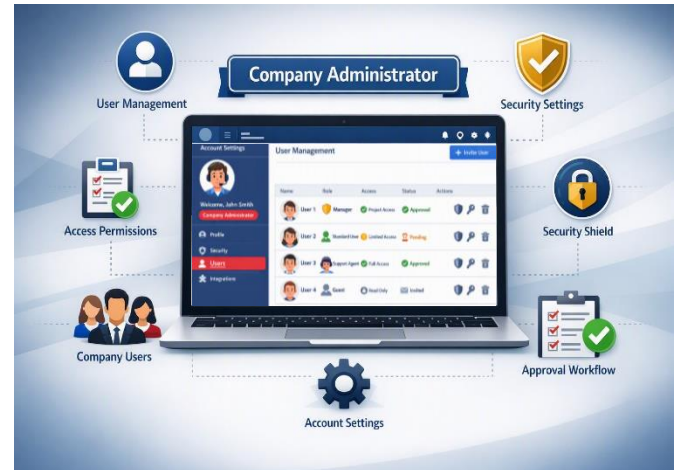 Company Administrator
User Management
Security Settings
Account Settings
User Management
+ Invite User
Welcome, John Smith
Company Administrator
Name Role Access Status Actions
User 1 Manager Project Access Approved
Profile
User 2 Standard User Limited Access Pending
Security
Users
User 3 Support Agent Full Access Approved
Integrations
User 4 Guest Read Only Invited
Access Permissions
Security Shield
Company Users
Approval Workflow
Account Settings